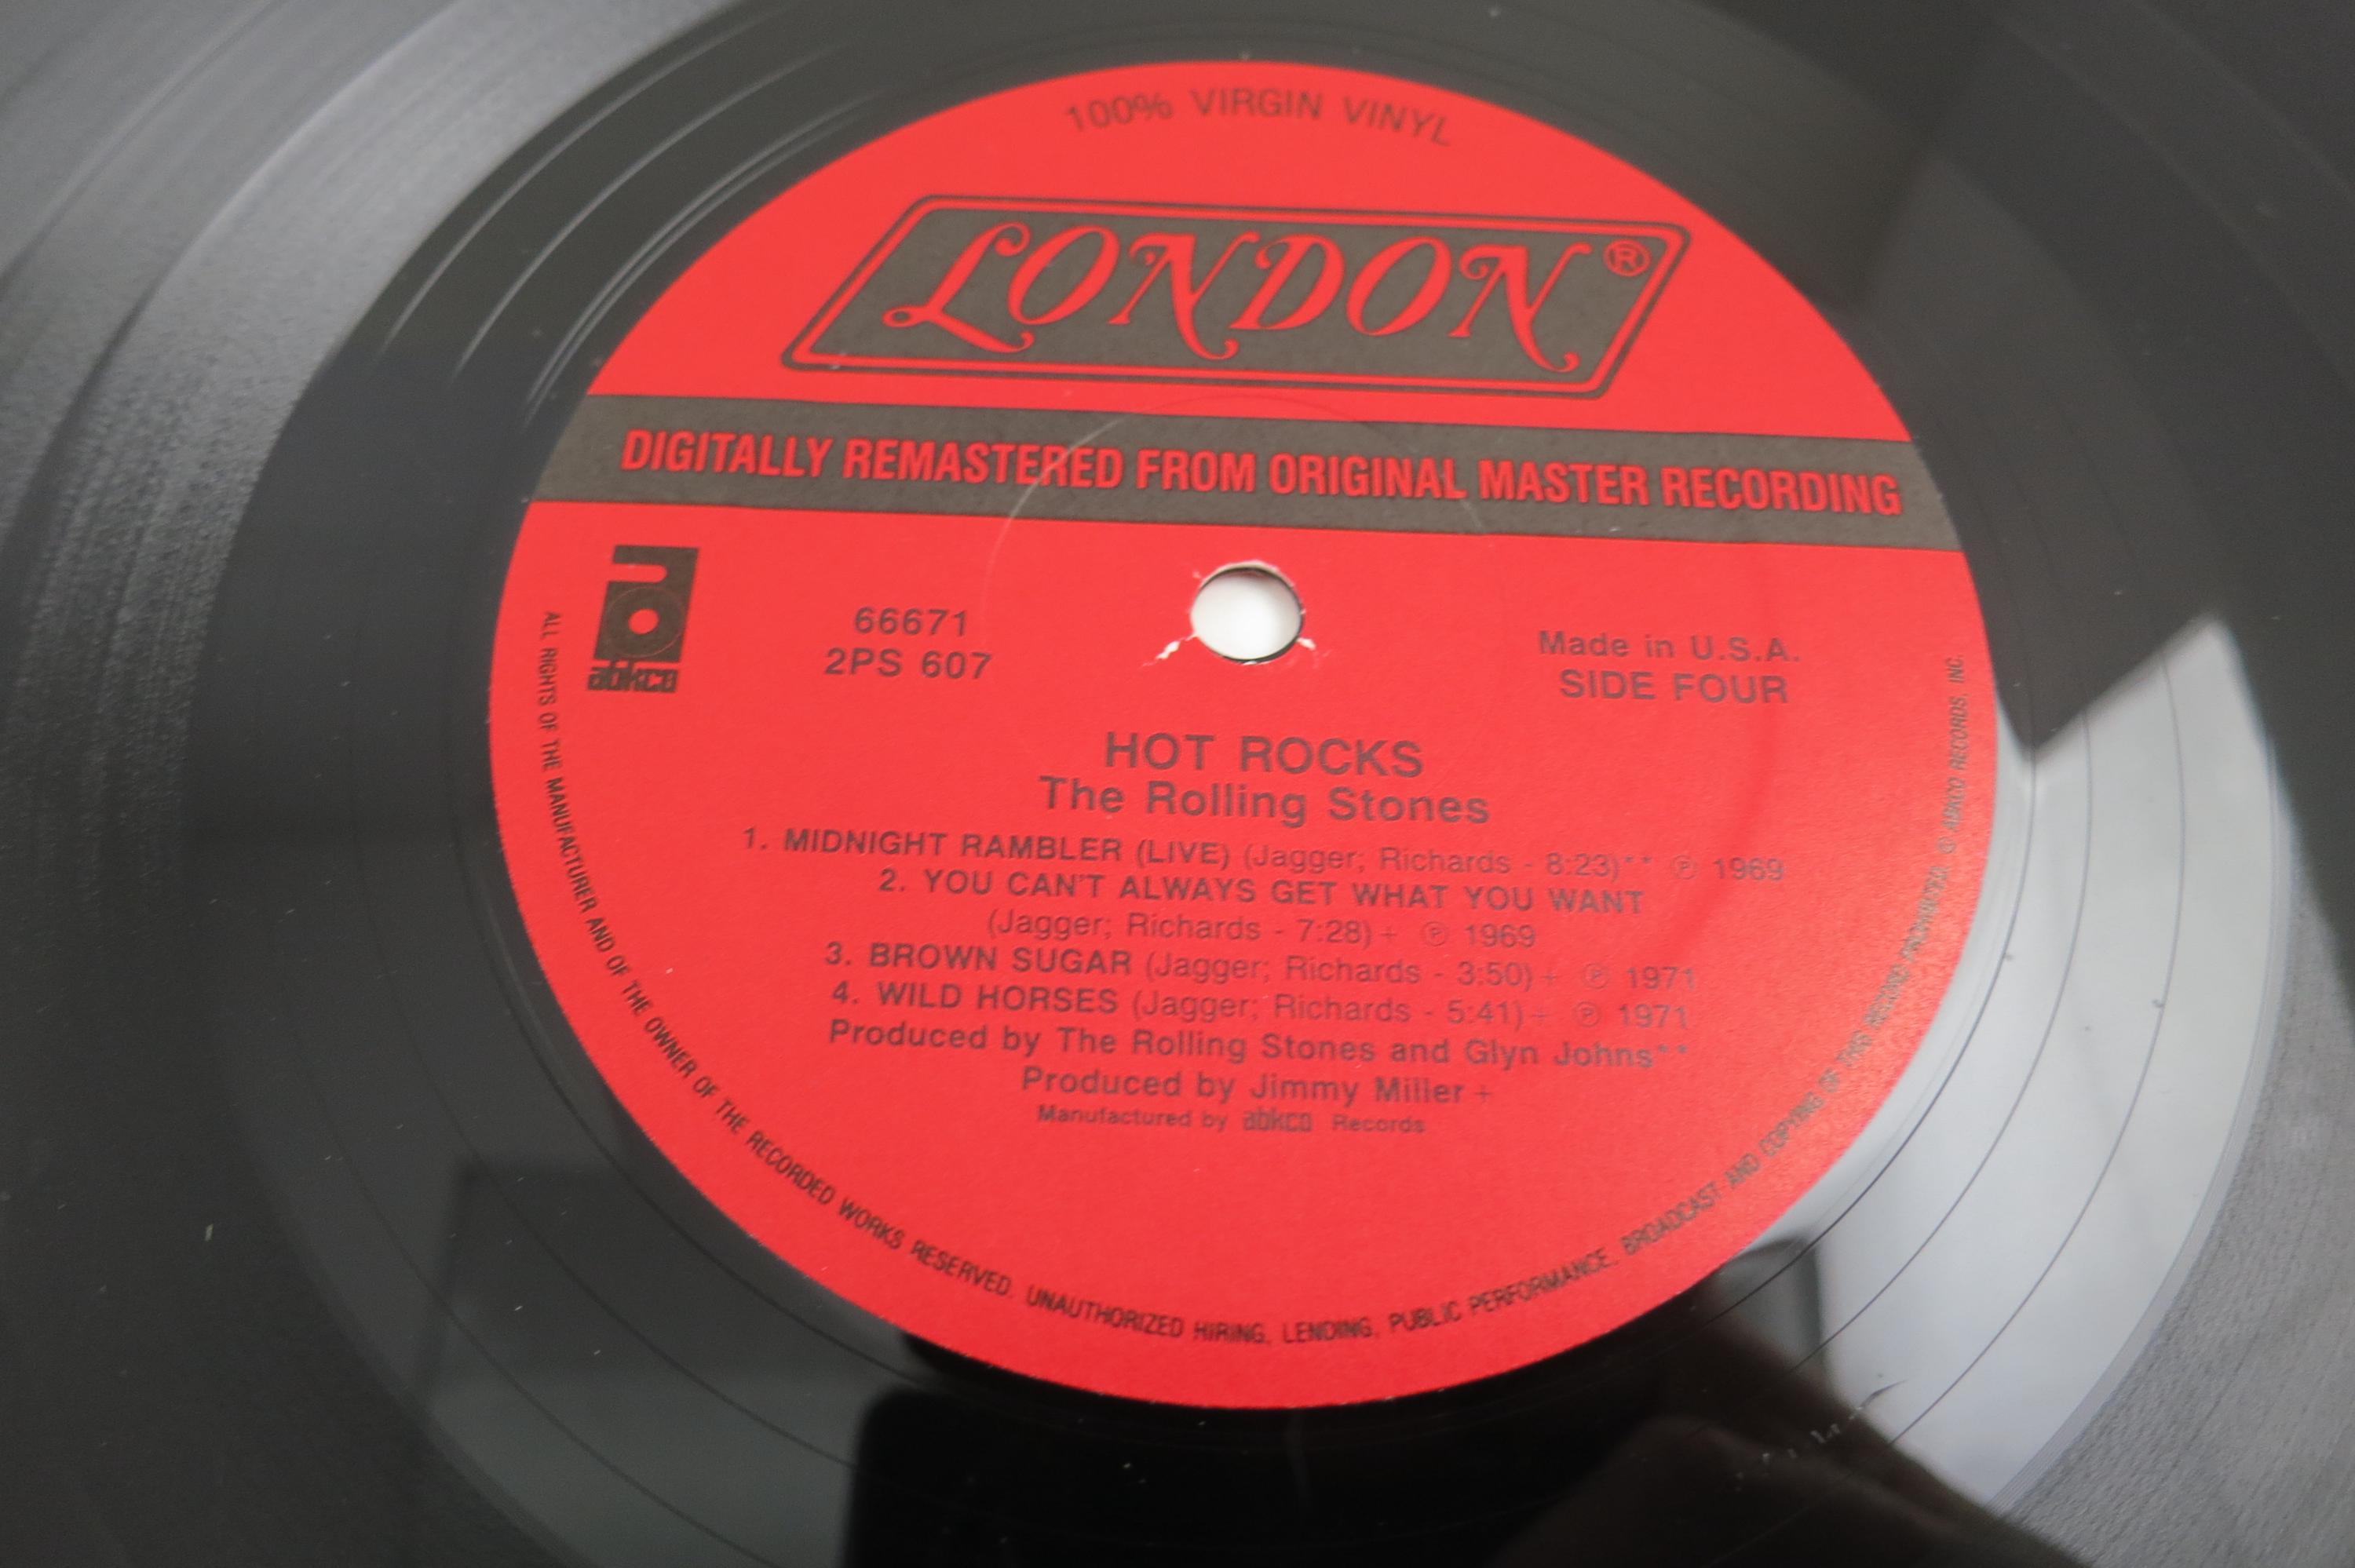 100% VIRGIN VINYL
LONDON®
DIGITALLY REMASTERED FROM ORIGINAL MASTER RECORDING
abkco
66671
2PS 607
Made in U.S.A.
SIDE FOUR
HOT ROCKS
The Rolling Stones
1. MIDNIGHT RAMBLER (LIVE) (Jagger; Richards - 8:23)** ℗ 1969
2. YOU CAN'T ALWAYS GET WHAT YOU WANT
(Jagger; Richards - 7:28)+ ℗ 1969
3. BROWN SUGAR (Jagger; Richards - 3:50)+ ℗ 1971
4. WILD HORSES (Jagger; Richards - 5:41)+ ℗ 1971
Produced by The Rolling Stones and Glyn Johns**
Produced by Jimmy Miller+
Manufactured by abkco Records
ALL RIGHTS OF THE MANUFACTURER AND OF THE OWNER OF THE RECORDED WORKS RESERVED. UNAUTHORIZED HIRING, LENDING, PUBLIC PERFORMANCE, BROADCAST AND COPYING OF THIS RECORD PROHIBITED. © ABKCO RECORDS, INC.